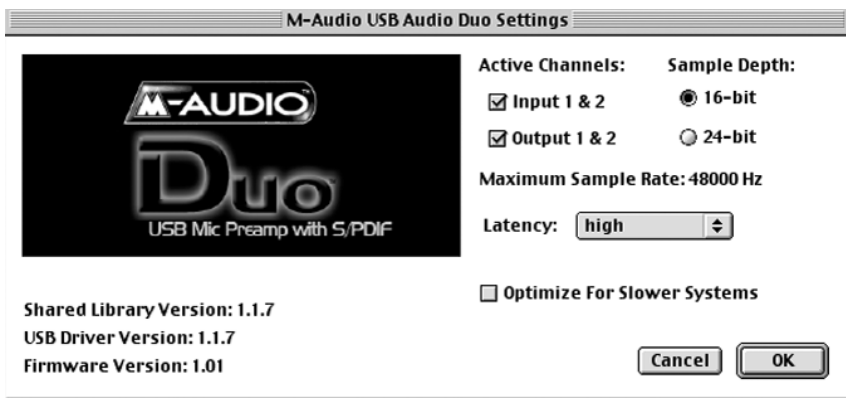 M-Audio USB Audio Duo Settings
M-AUDIO
Duo
USB Mic Preamp with S/PDIF
Active Channels:
Input 1 & 2
Output 1 & 2
Sample Depth:
16-bit
24-bit
Maximum Sample Rate: 48000 Hz
Latency: high
Optimize For Slower Systems
Shared Library Version: 1.1.7
USB Driver Version: 1.1.7
Firmware Version: 1.01
Cancel
OK